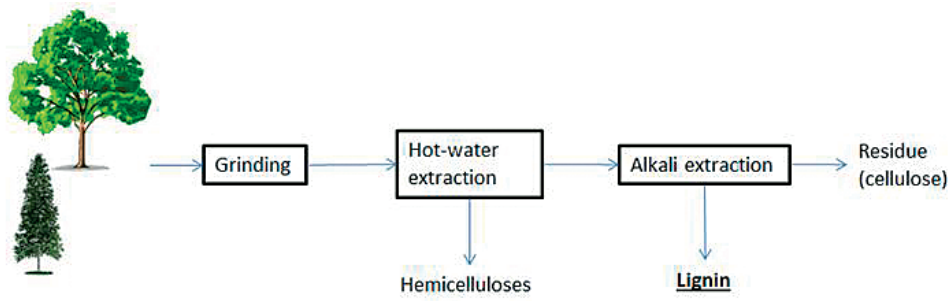 Grinding
Hot-water
extraction
Alkali extraction
Residue
(cellulose)
Hemicelluloses
Lignin